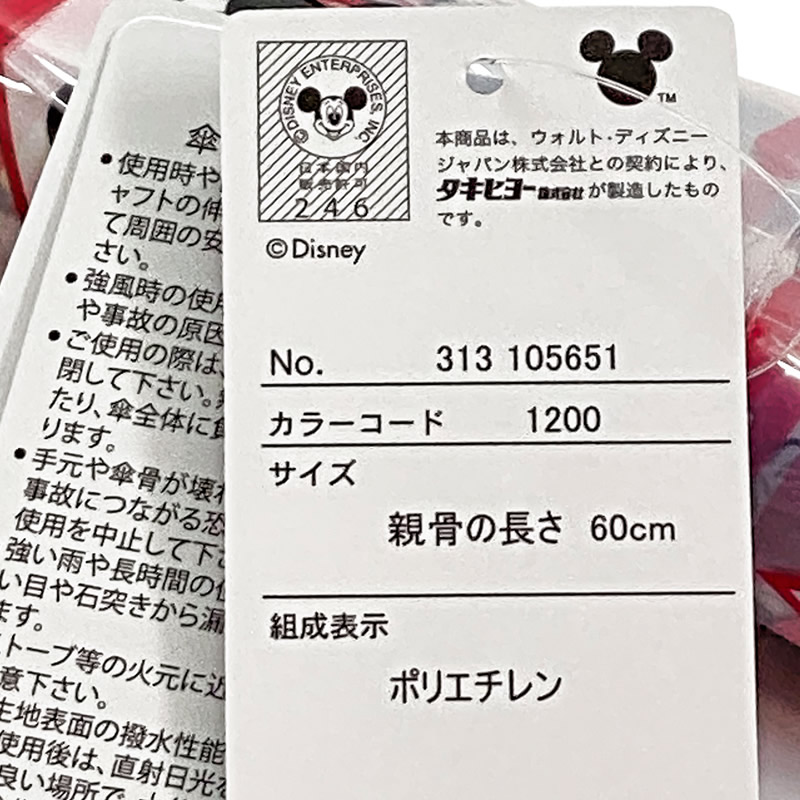 傘
• 使用時や
ャフトの伸
て周囲の安
さい。
• 強風時の使用
や事故の原因
• ご使用の際は、
閉して下さい。
たり、傘全体に
ります。
• 手元や傘骨が壊れ
事故につながる恐
使用を中止して下さ
強い雨や長時間の使
い目や石突きから漏
ます。
トーブ等の火元に近
意下さい。
生地表面の撥水性能
使用後は、直射日光を
良い場所で
© DISNEY ENTERPRISES, INC.
日本国内
販売許可
246
©Disney
TM
本商品は、ウォルト・ディズニー
ジャパン株式会社との契約により、
タキヒヨー株式会社が製造したもの
です。
No. 313 105651
カラーコード 1200
サイズ
親骨の長さ 60cm
組成表示
ポリエチレン